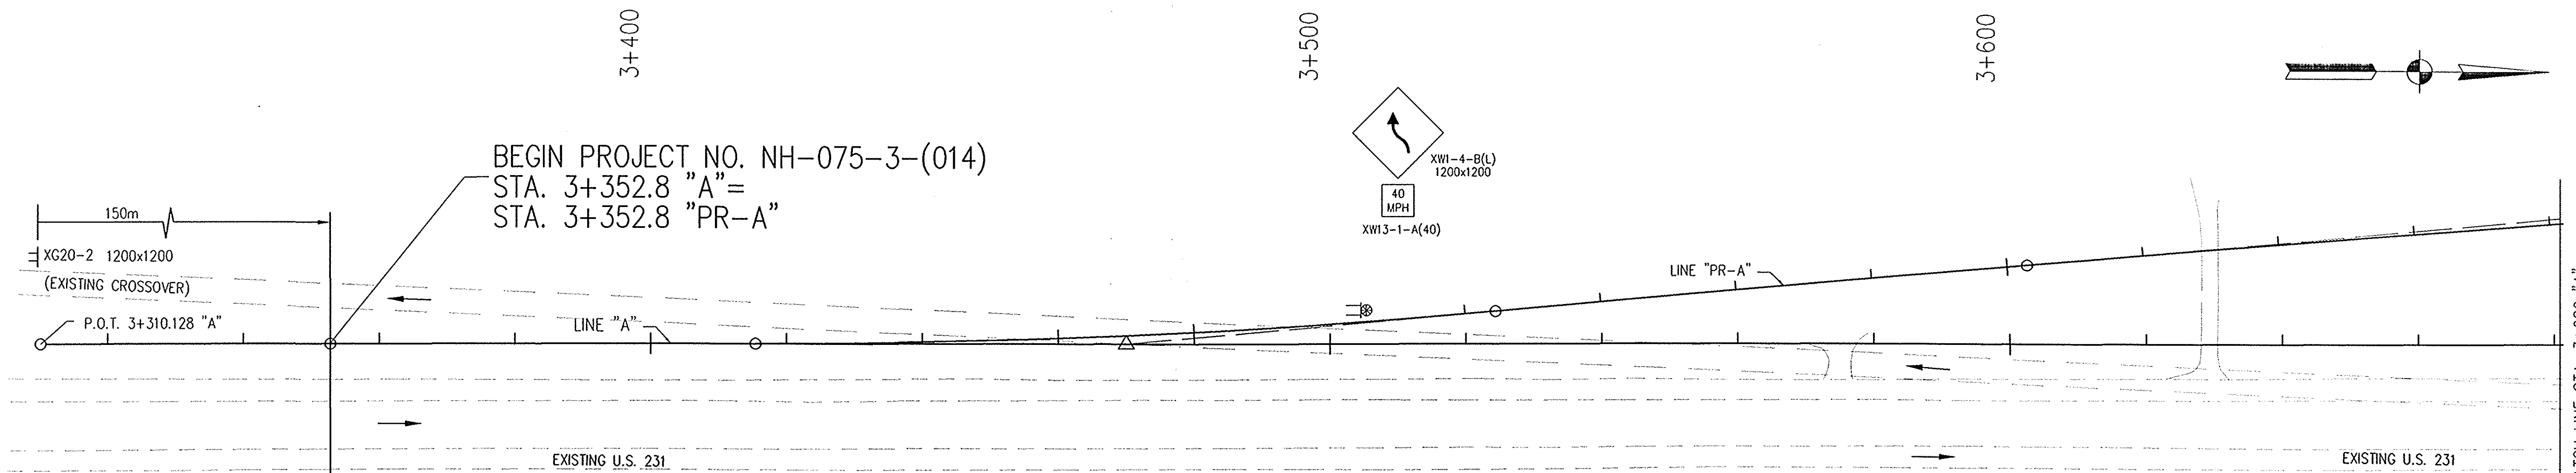 3+400
3+500
3+600
BEGIN PROJECT NO. NH-075-3-(014)
STA. 3+352.8 "A"=
STA. 3+352.8 "PR-A"
XW1-4-B(L)
1200x1200
40
MPH
XW13-1-A(40)
150m
XG20-2 1200x1200
(EXISTING CROSSOVER)
P.O.T. 3+310.128 "A"
LINE "A"
LINE "PR-A"
EXISTING U.S. 231
EXISTING U.S. 231